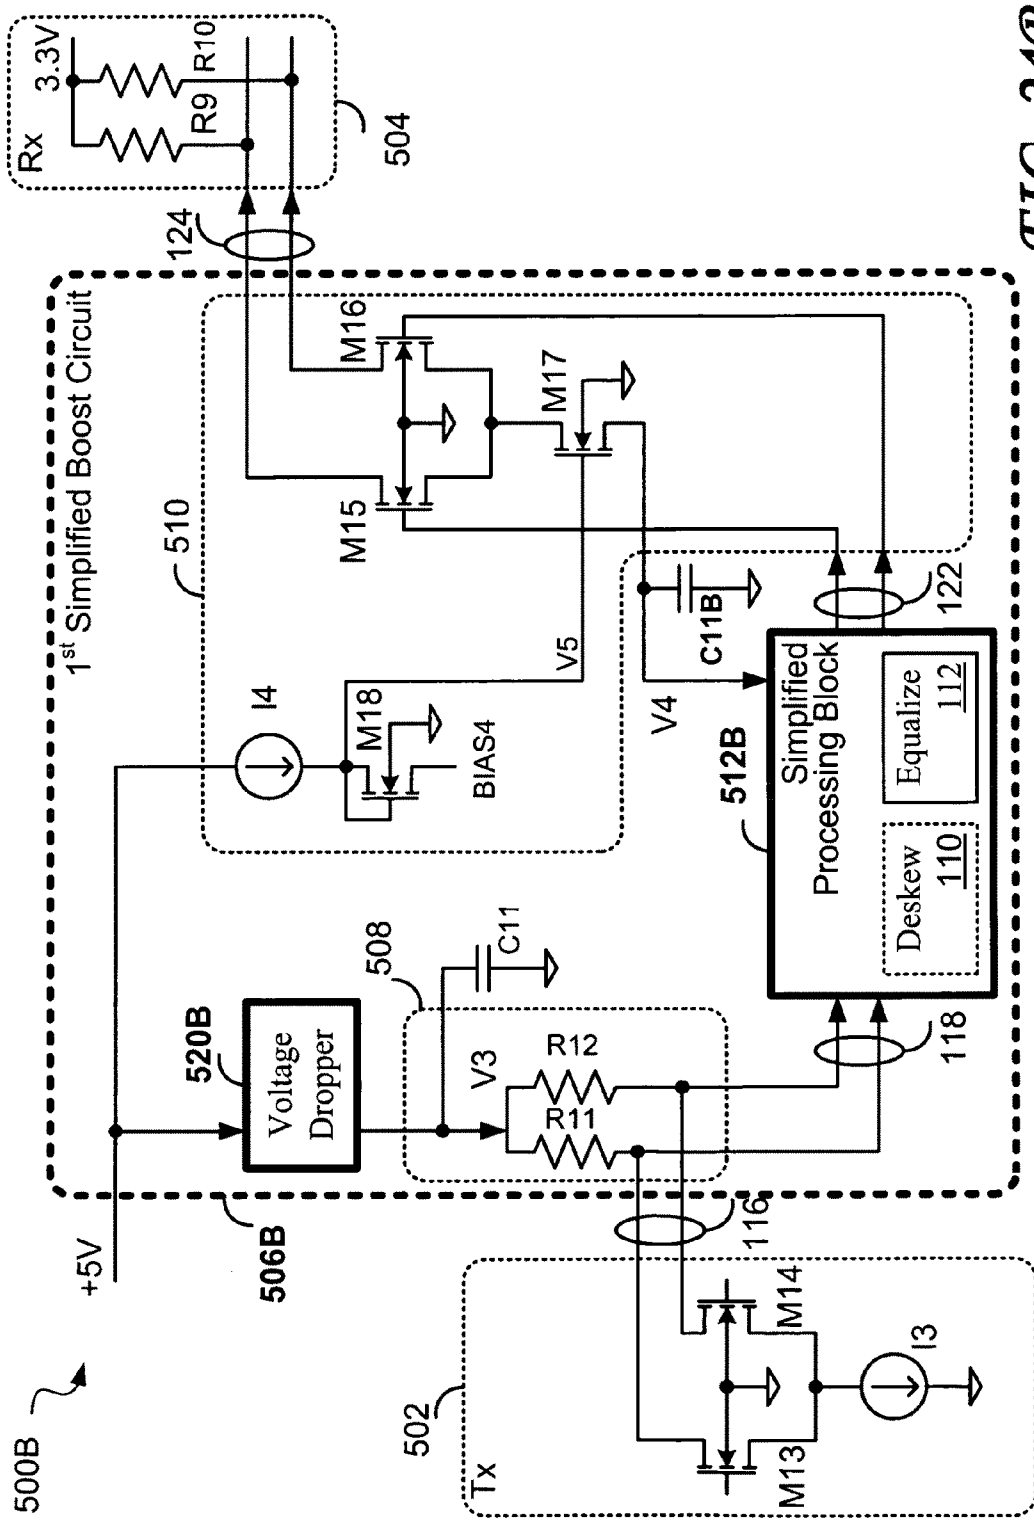 500B
+5V
506B
1st Simplified Boost Circuit
520B
Voltage
Dropper
508
C11
V3
R11
R12
116
118
502
Tx
M13
M14
I3
510
I4
M18
BIAS4
V5
M15
M16
M17
C11B
V4
512B
Simplified
Processing Block
Deskew
110
Equalize
112
122
124
Rx
3.3V
R9
R10
504